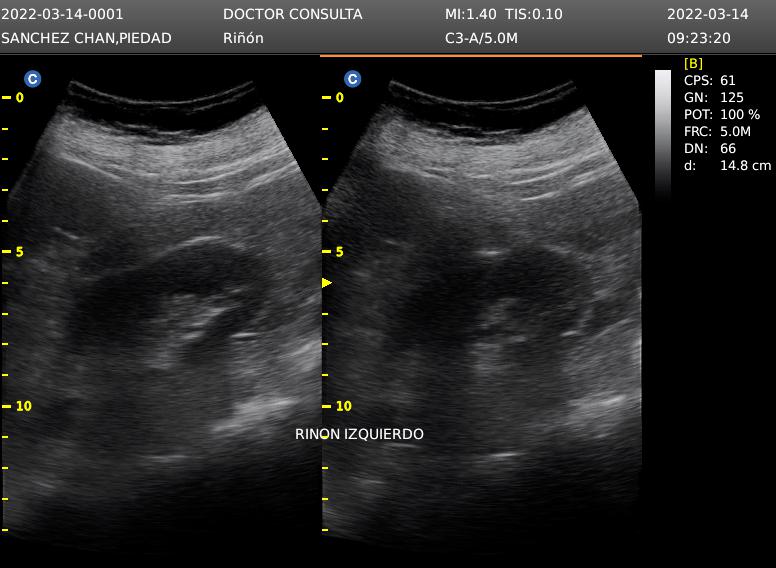 2022-03-14-0001 DOCTOR CONSULTA MI:1.40 TIS:0.10 2022-03-14
SANCHEZ CHAN,PIEDAD Riñón C3-A/5.0M 09:23:20
[B]
CPS: 61
GN: 125
POT: 100 %
FRC: 5.0M
DN: 66
d: 14.8 cm
C C
0 0
5 5
10 10
RINON IZQUIERDO